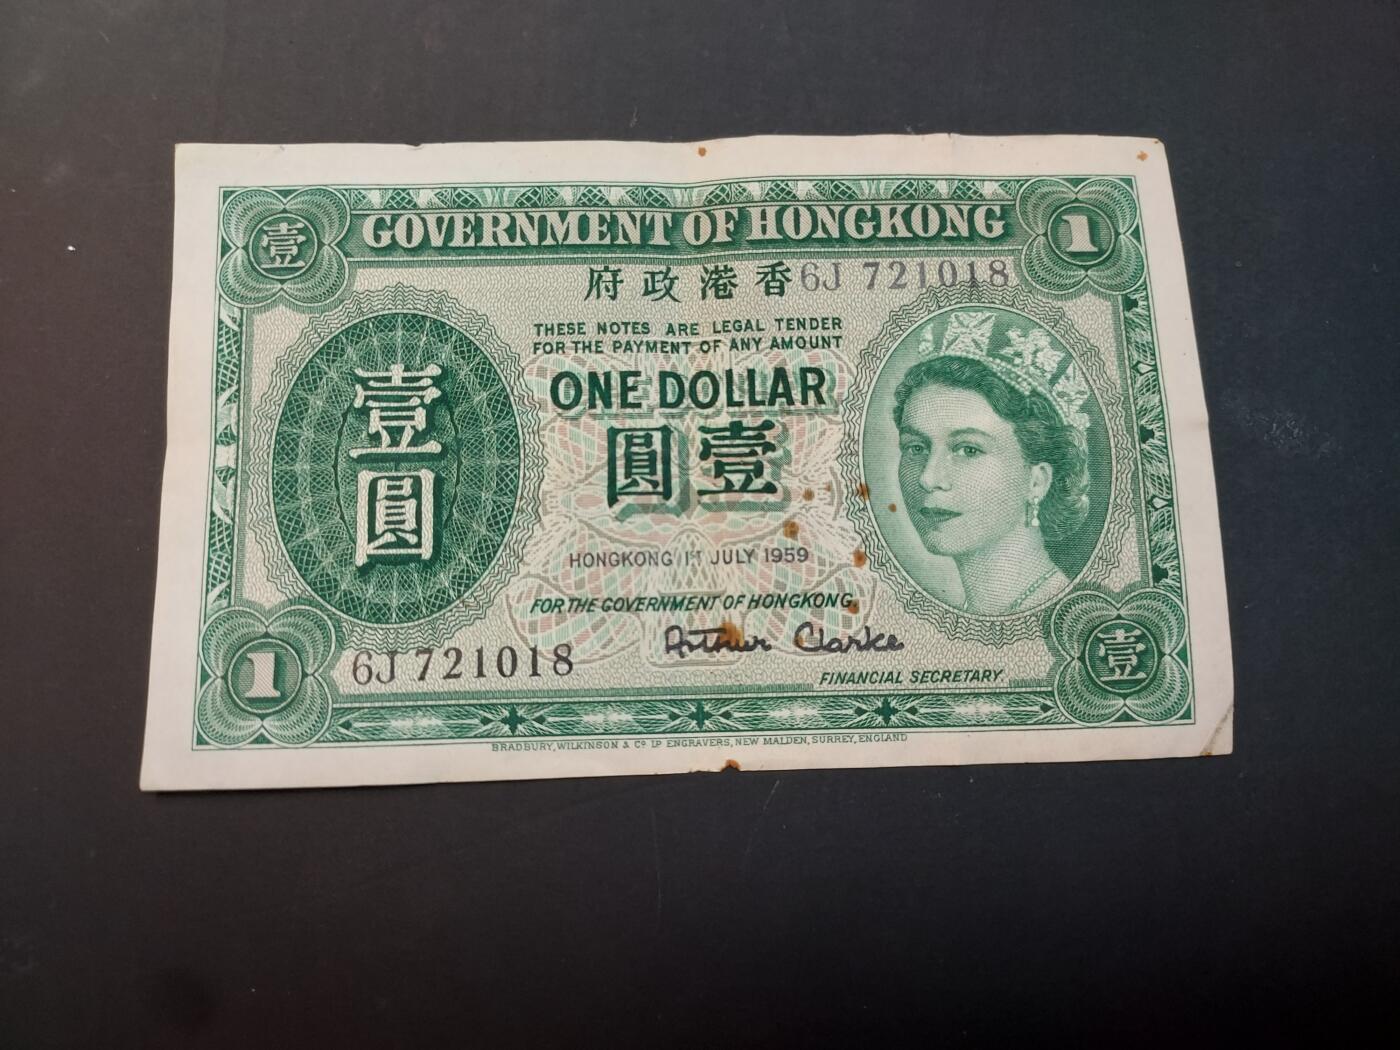 壹 GOVERNMENT OF HONGKONG 1
府政港香 6J 721018
THESE NOTES ARE LEGAL TENDER
FOR THE PAYMENT OF ANY AMOUNT
ONE DOLLAR
圓壹
壹
圓
HONGKONG 1ST JULY 1959
FOR THE GOVERNMENT OF HONGKONG.
Arthur Clarke
6J 721018
FINANCIAL SECRETARY.
1
壹
BRADBURY, WILKINSON & Co. LD ENGRAVERS, NEW MALDEN, SURREY, ENGLAND